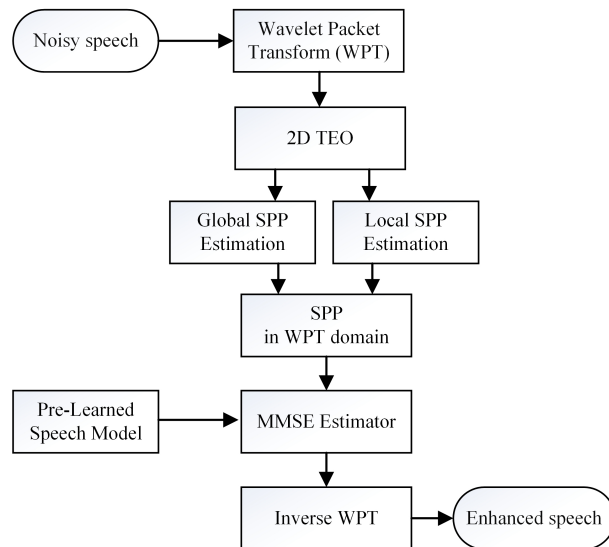 Noisy speech
Wavelet Packet
Transform (WPT)
2D TEO
Global SPP
Estimation
Local SPP
Estimation
SPP
in WPT domain
Pre-Learned
Speech Model
MMSE Estimator
Inverse WPT
Enhanced speech